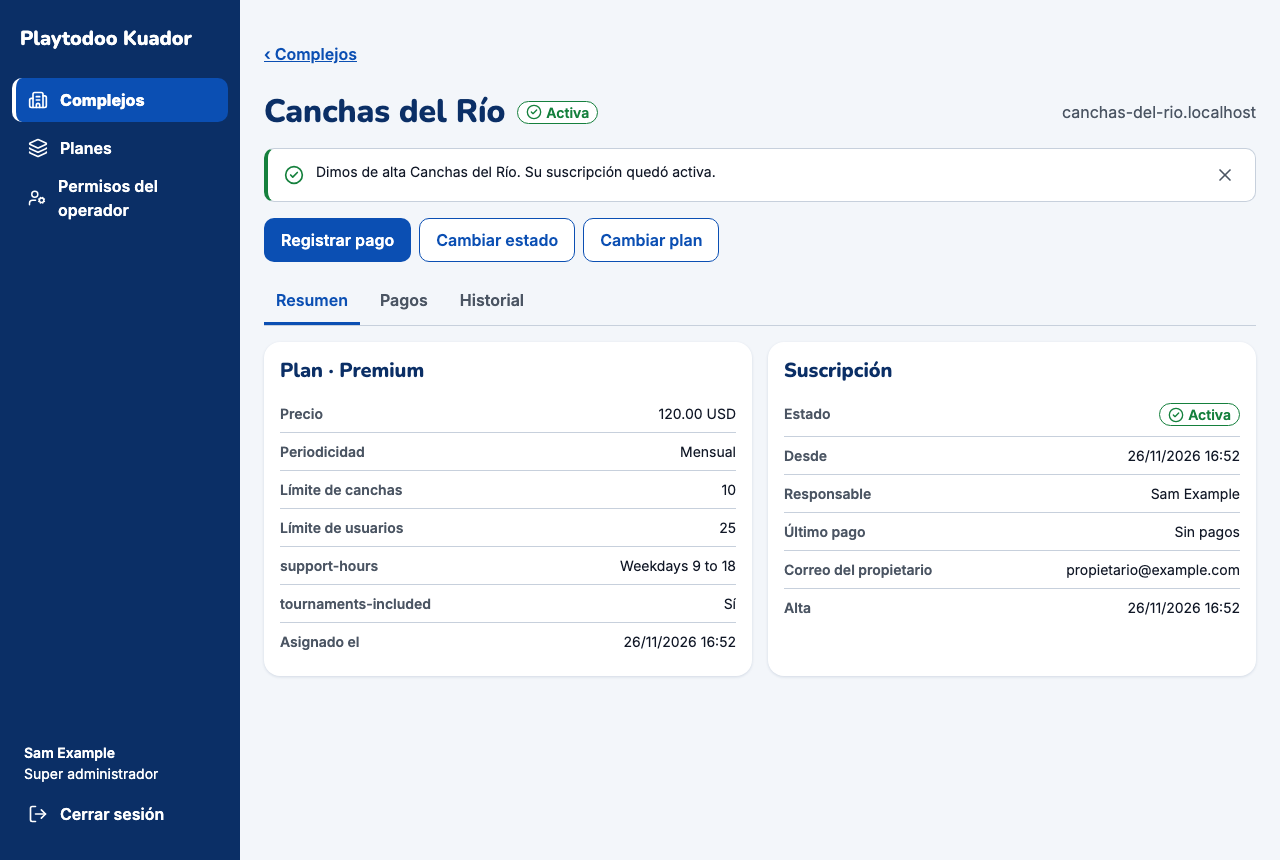 Playtodoo Kuador
Complejos
Planes
Permisos del
operador
Sam Example
Super administrador
Cerrar sesión
‹ Complejos
Canchas del Río
Activa
canchas-del-rio.localhost
Dimos de alta Canchas del Río. Su suscripción quedó activa.
Registrar pago
Cambiar estado
Cambiar plan
Resumen
Pagos
Historial
Plan · Premium
Precio 120.00 USD
Periodicidad Mensual
Límite de canchas 10
Límite de usuarios 25
support-hours Weekdays 9 to 18
tournaments-included Sí
Asignado el 26/11/2026 16:52
Suscripción
Estado Activa
Desde 26/11/2026 16:52
Responsable Sam Example
Último pago Sin pagos
Correo del propietario propietario@example.com
Alta 26/11/2026 16:52